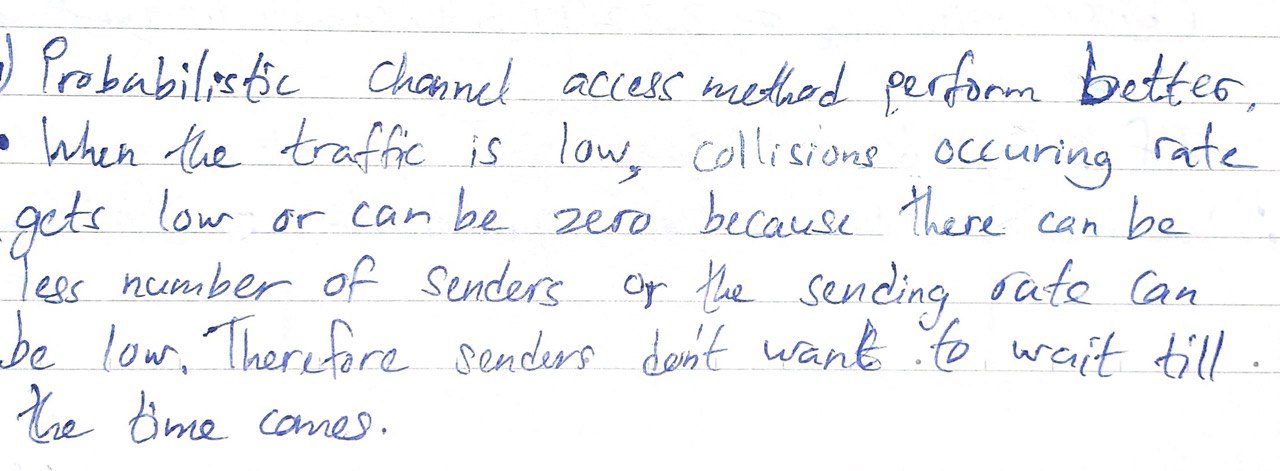 ) Probabilistic channel access method perform better.
• When the traffic is low, collisions occuring rate
gets low or can be zero because there can be
less number of senders or the sending rate can
be low. Therefore senders don't want to wait till
the time comes.